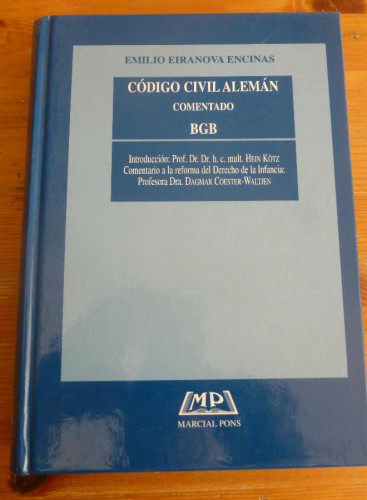 EMILIO EIRANOVA ENCINAS
CÓDIGO CIVIL ALEMÁN
COMENTADO
BGB
Introducción: Prof. Dr. Dr. h. c. mult. HEIN KÖTZ
Comentario a la reforma del Derecho de la Infancia:
Profesora Dra. DAGMAR COESTER-WALTJEN
MP
MARCIAL PONS